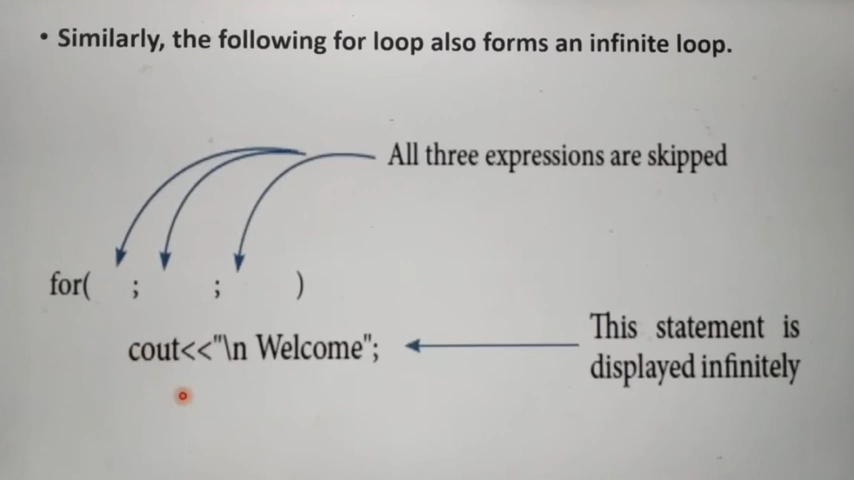 • Similarly, the following for loop also forms an infinite loop.
All three expressions are skipped
for( ; ; )
cout<<"\n Welcome";
This statement is
displayed infinitely